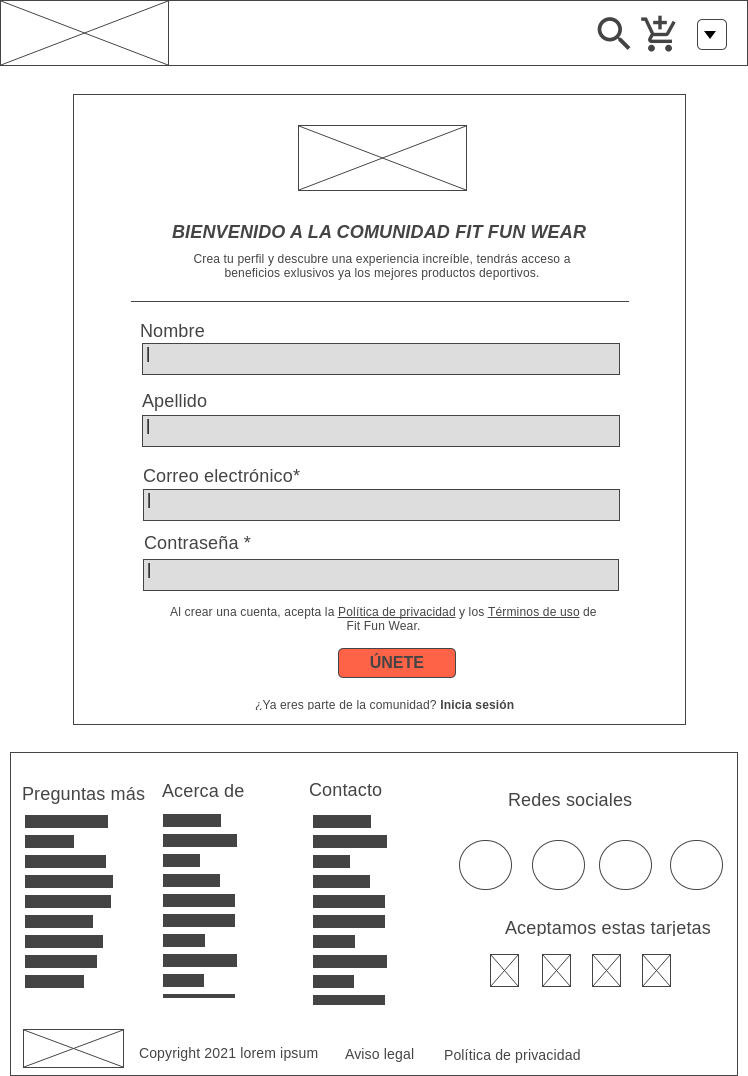 BIENVENIDO A LA COMUNIDAD FIT FUN WEAR
Crea tu perfil y descubre una experiencia increíble, tendrás acceso a
beneficios exlusivos ya los mejores productos deportivos.
Nombre
Apellido
Correo electrónico*
Contraseña *
Al crear una cuenta, acepta la Política de privacidad y los Términos de uso de
Fit Fun Wear.
ÚNETE
¿Ya eres parte de la comunidad? Inicia sesión
Preguntas más
Acerca de
Contacto
Redes sociales
Aceptamos estas tarjetas
Copyright 2021 lorem ipsum
Aviso legal
Política de privacidad